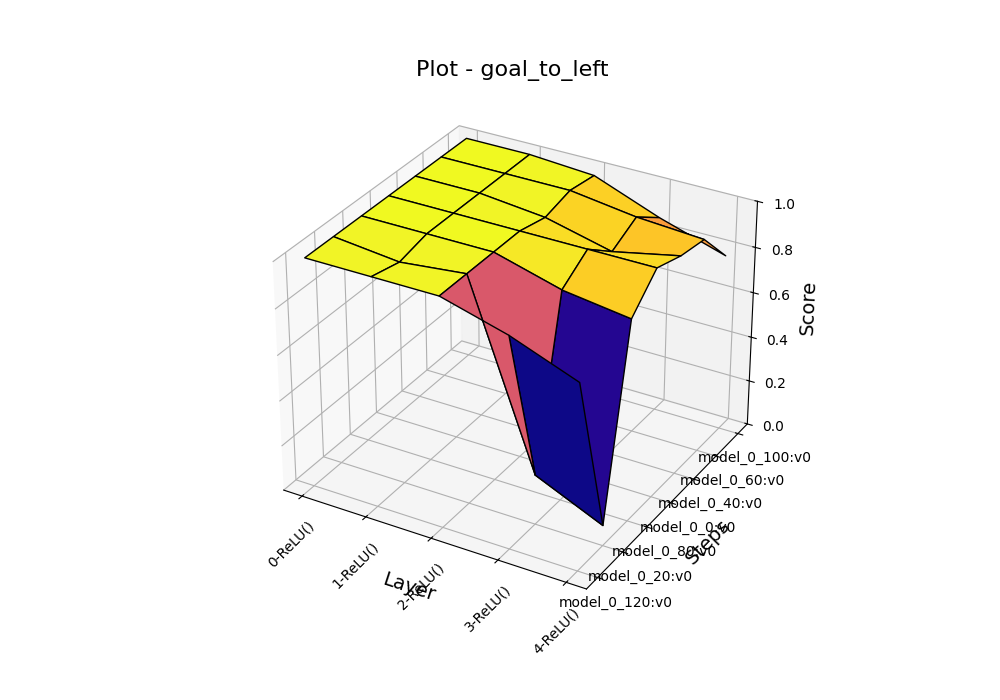 Plot - goal_to_left
1.0
0.8
0.6
0.4
0.2
0.0
Score
model_0_100:v0
model_0_60:v0
model_0_40:v0
model_0_0:v0
model_0_80:v0
model_0_20:v0
model_0_120:v0
Steps
0-ReLU()
1-ReLU()
2-ReLU()
3-ReLU()
4-ReLU()
Layer